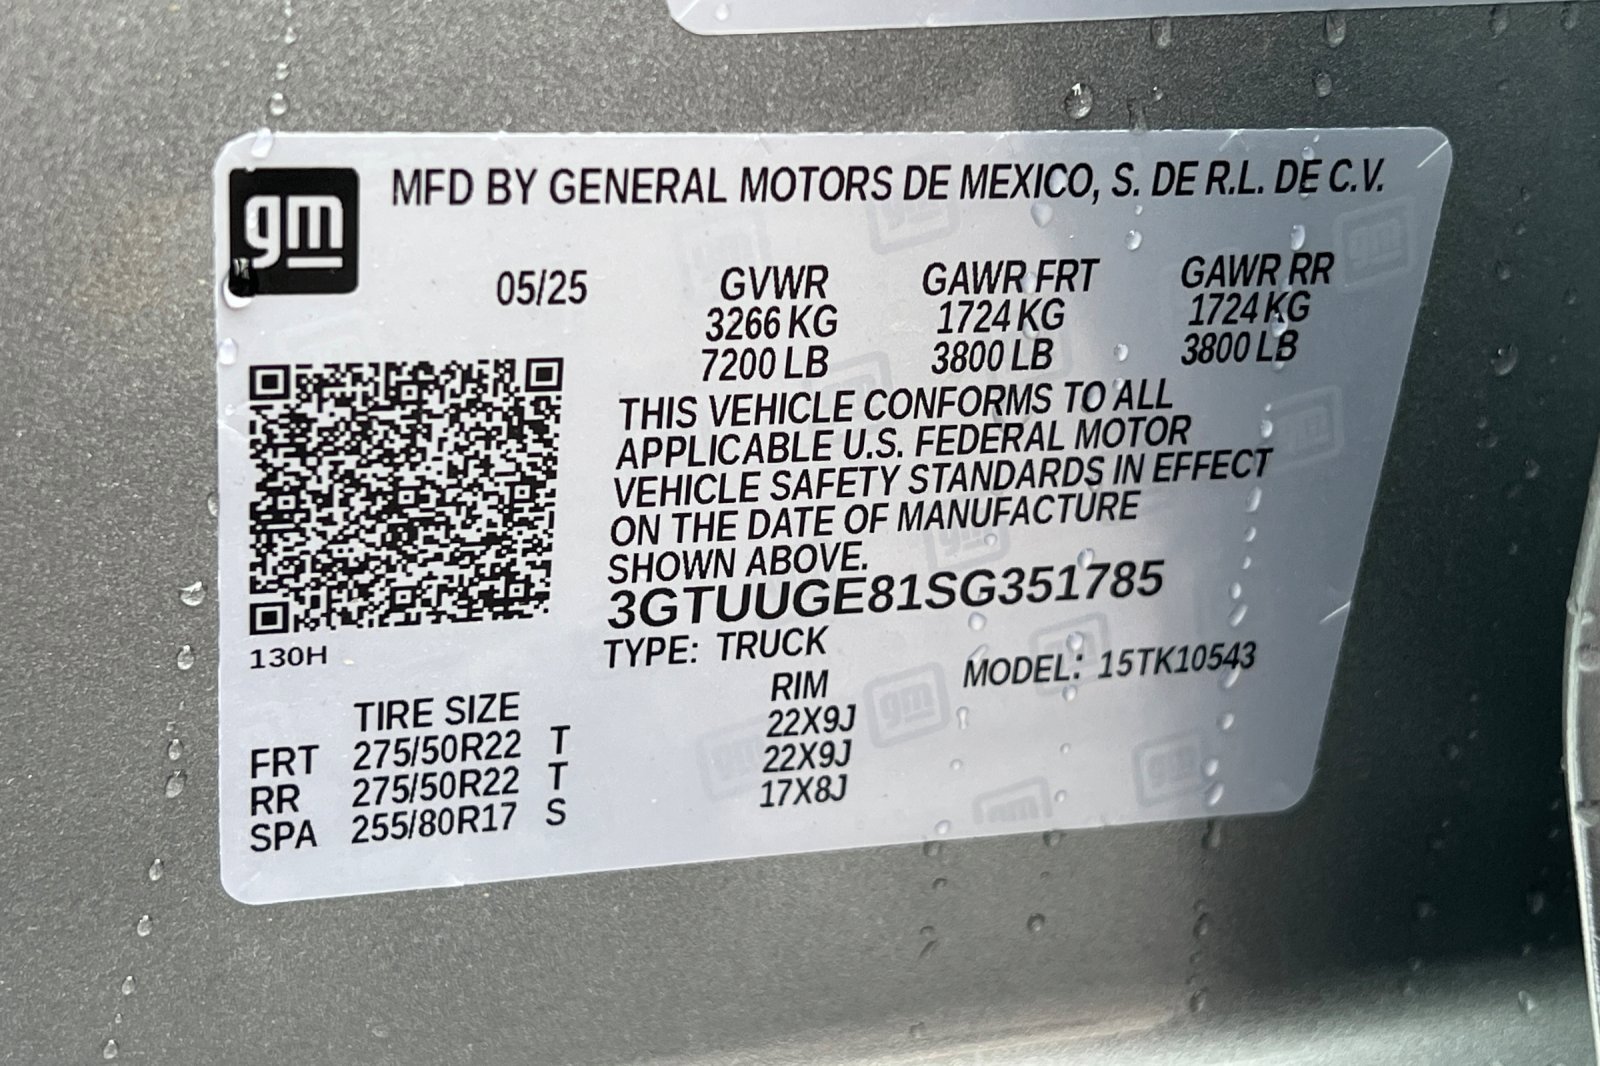 gm
MFD BY GENERAL MOTORS DE MEXICO, S. DE R.L. DE C.V.
05/25 GVWR GAWR FRT GAWR RR
3266 KG 1724 KG 1724 KG
7200 LB 3800 LB 3800 LB
THIS VEHICLE CONFORMS TO ALL
APPLICABLE U.S. FEDERAL MOTOR
VEHICLE SAFETY STANDARDS IN EFFECT
ON THE DATE OF MANUFACTURE
SHOWN ABOVE.
3GTUUGE81SG351785
130H
TYPE: TRUCK MODEL: 15TK10543
TIRE SIZE RIM
FRT 275/50R22 T 22X9J
RR 275/50R22 T 22X9J
SPA 255/80R17 S 17X8J